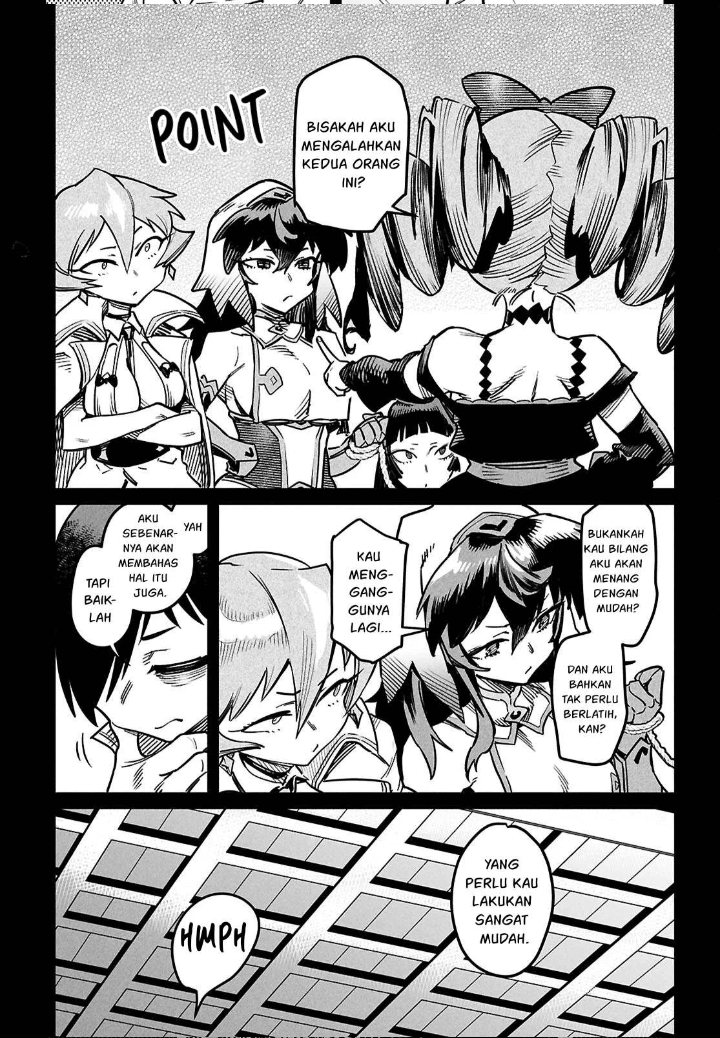 POINT
BISAKAH AKU
MENGALAHKAN
KEDUA ORANG
INI?
BUKANKAH
KAU BILANG
AKU AKAN
MENANG
DENGAN
MUDAH?
DAN AKU
BAHKAN
TAK PERLU
BERLATIH,
KAN?
KAU
MENG-
GANG-
GUNYA
LAGI...
YAH
AKU
SEBENAR-
NYA AKAN
MEMBAHAS
HAL ITU
JUGA.
TAPI
BAIK-
LAH
YANG
PERLU KAU
LAKUKAN
SANGAT
MUDAH.
HMPH